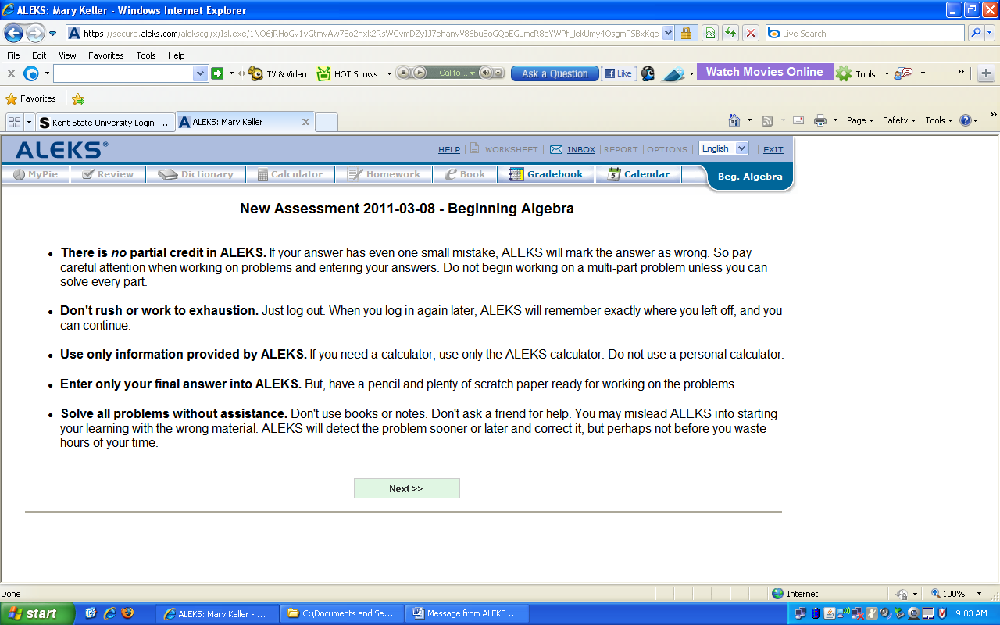 ALEKS: Mary Keller - Windows Internet Explorer
https://secure.aleks.com/alekscgi/x/Isl.exe/1NO6jRHoGv1yGtmvAw75o2nxk2RsWCvmDZyIJ7ehanvV86bu8oGQpEGumcR8dYWPf_lekUmy4OsgmPSBxKqe
Live Search
File Edit View Favorites Tools Help
TV & Video HOT Shows Califo... Ask a Question Like Watch Movies Online Tools »
Favorites
Kent State University Login - ... ALEKS: Mary Keller X Page Safety Tools »
ALEKS® HELP WORKSHEET INBOX REPORT OPTIONS English EXIT
MyPie Review Dictionary Calculator Homework eBook Gradebook Calendar Beg. Algebra
New Assessment 2011-03-08 - Beginning Algebra
• There is no partial credit in ALEKS. If your answer has even one small mistake, ALEKS will mark the answer as wrong. So pay
careful attention when working on problems and entering your answers. Do not begin working on a multi-part problem unless you can
solve every part.
• Don't rush or work to exhaustion. Just log out. When you log in again later, ALEKS will remember exactly where you left off, and you
can continue.
• Use only information provided by ALEKS. If you need a calculator, use only the ALEKS calculator. Do not use a personal calculator.
• Enter only your final answer into ALEKS. But, have a pencil and plenty of scratch paper ready for working on the problems.
• Solve all problems without assistance. Don't use books or notes. Don't ask a friend for help. You may mislead ALEKS into starting
your learning with the wrong material. ALEKS will detect the problem sooner or later and correct it, but perhaps not before you waste
hours of your time.
Next >>
Done Internet 100%
start ALEKS: Mary Keller - ... C:\Documents and Se... Message from ALEKS ... 9:03 AM